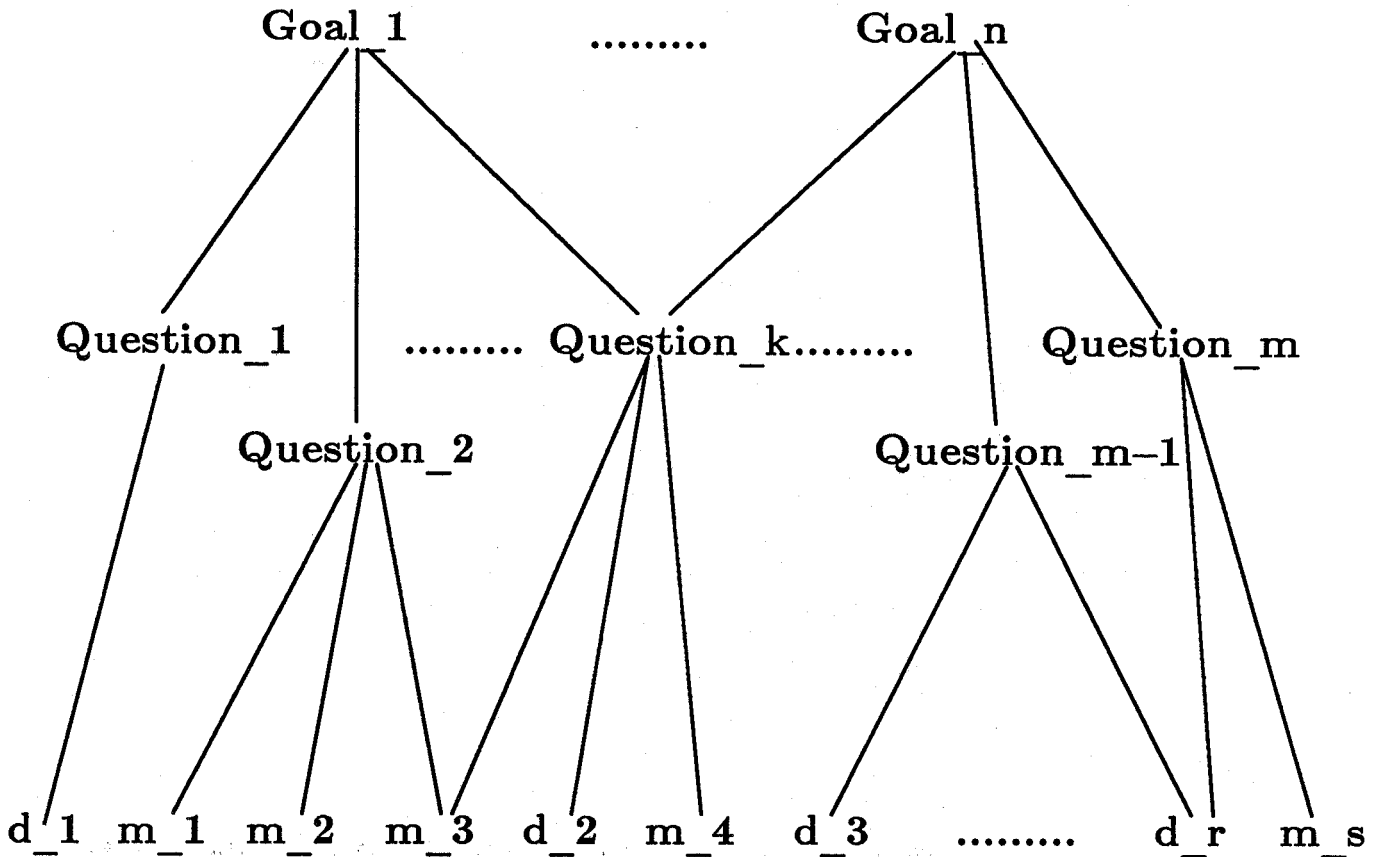 Goal_1 ......... Goal_n
Question_1 ......... Question_k......... Question_m
Question_2 Question_m–1
d_1 m_1 m_2 m_3 d_2 m_4 d_3 ......... d_r m_s